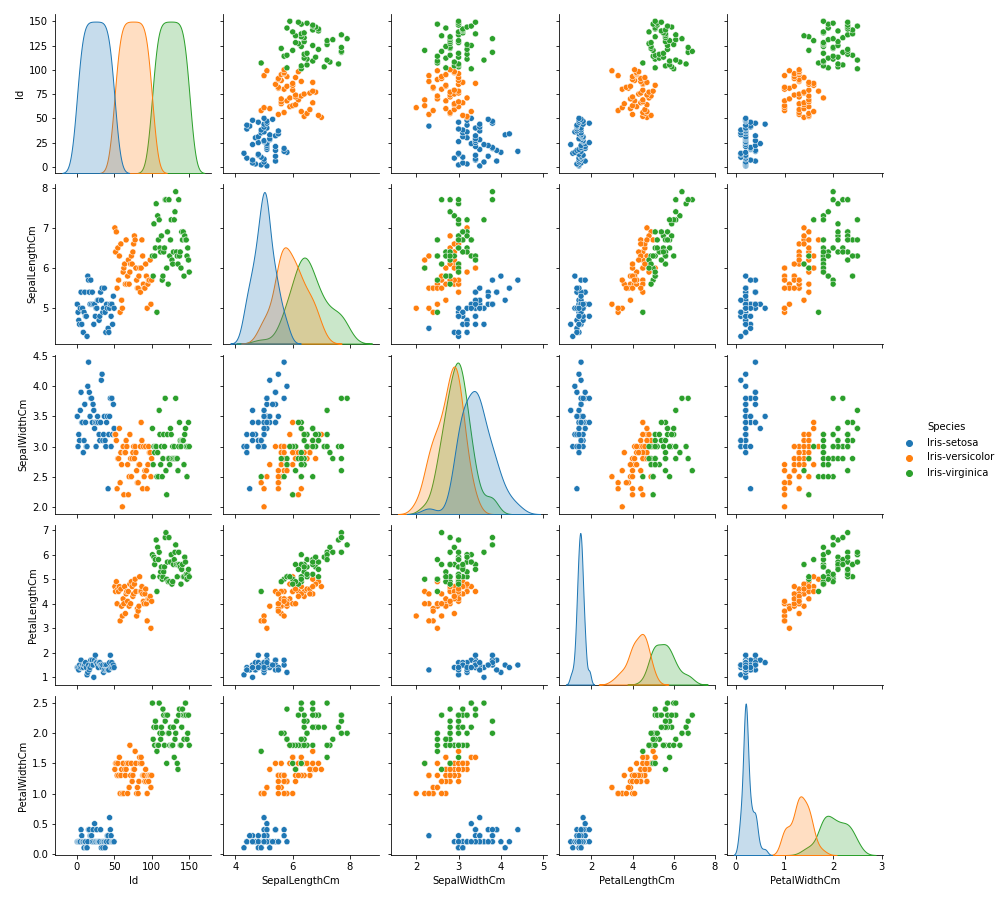 150
125
100
75
50
25
0
Id
8
7
6
5
SepalLengthCm
4.5
4.0
3.5
3.0
2.5
2.0
SepalWidthCm
7
6
5
4
3
2
1
PetalLengthCm
2.5
2.0
1.5
1.0
0.5
0.0
PetalWidthCm
0 50 100 150
Id
4 6 8
SepalLengthCm
2 3 4 5
SepalWidthCm
2 4 6 8
PetalLengthCm
0 1 2 3
PetalWidthCm
Species
Iris-setosa
Iris-versicolor
Iris-virginica